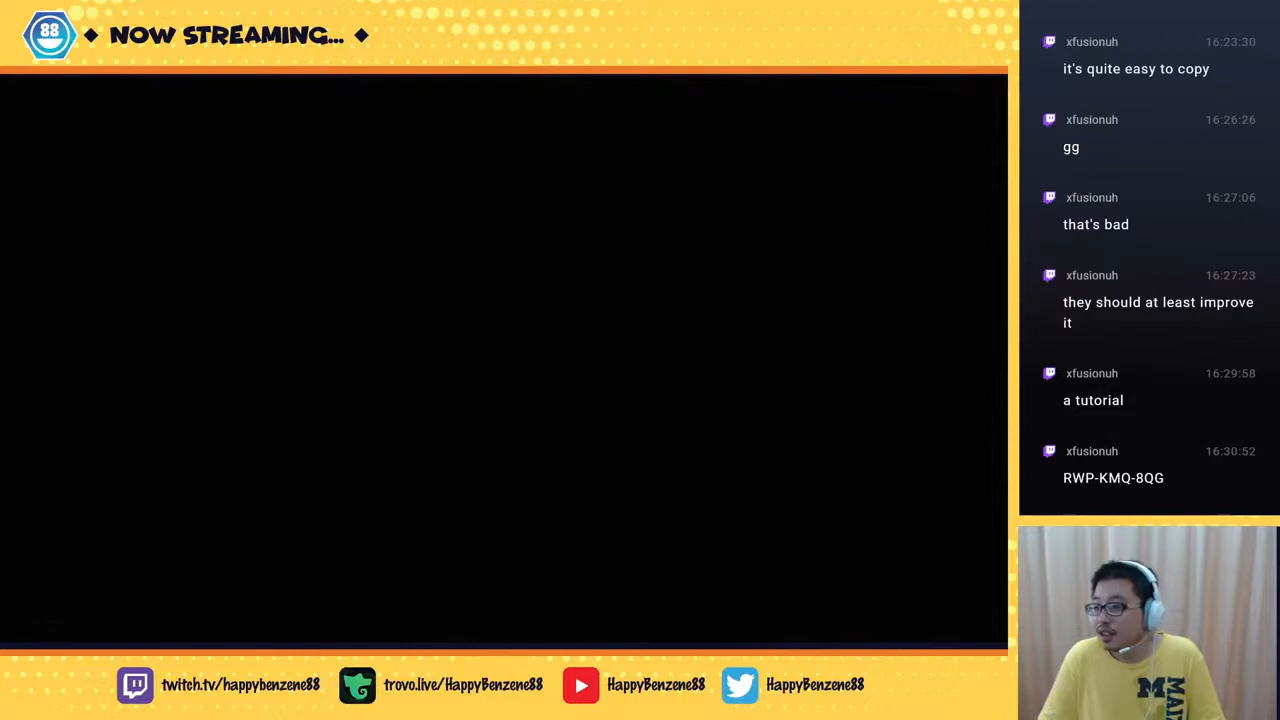 88
NOW STREAMING...
xfusionuh 16:23:30
it's quite easy to copy
xfusionuh 16:26:26
gg
xfusionuh 16:27:06
that's bad
xfusionuh 16:27:23
they should at least improve
it
xfusionuh 16:29:58
a tutorial
xfusionuh 16:30:52
RWP-KMQ-8QG
M
twitch.tv/happybenzene88 trovo.live/HappyBenzene88 HappyBenzene88 HappyBenzene88